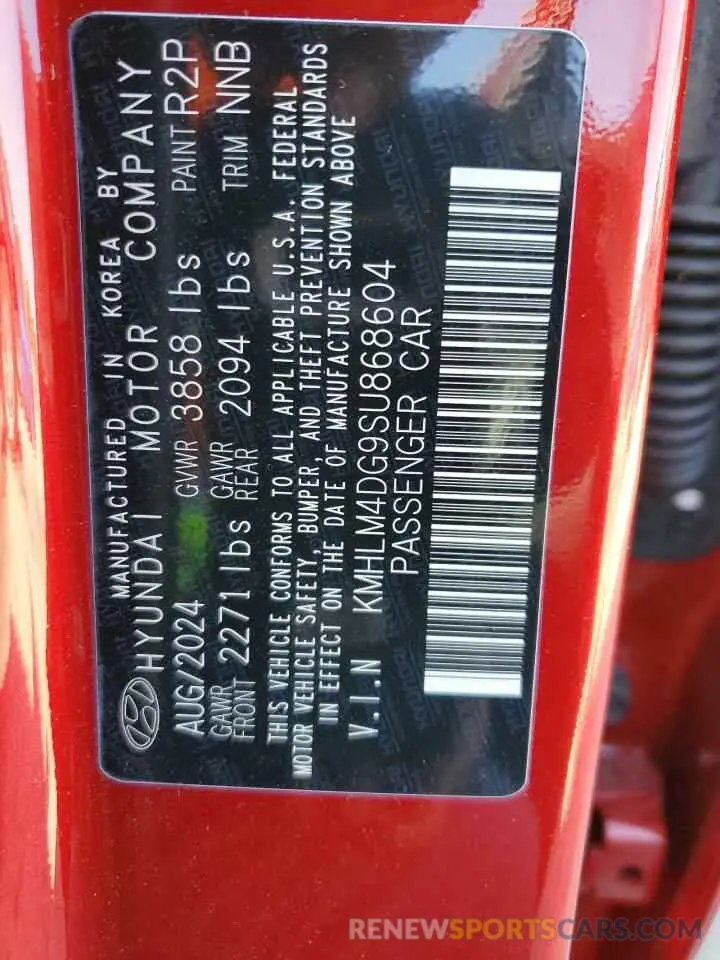 MANUFACTURED IN KOREA BY
HYUNDAI MOTOR COMPANY
AUG/2024 GVWR 3858 lbs PAINT R2P
GAWR FRONT 2271 lbs GAWR REAR 2094 lbs TRIM NNB
THIS VEHICLE CONFORMS TO ALL APPLICABLE U.S.A. FEDERAL
MOTOR VEHICLE SAFETY, BUMPER, AND THEFT PREVENTION STANDARDS
IN EFFECT ON THE DATE OF MANUFACTURE SHOWN ABOVE
V.I.N KMHLM4DG9SU868604
PASSENGER CAR
RENEWSPORTSCARS.COM